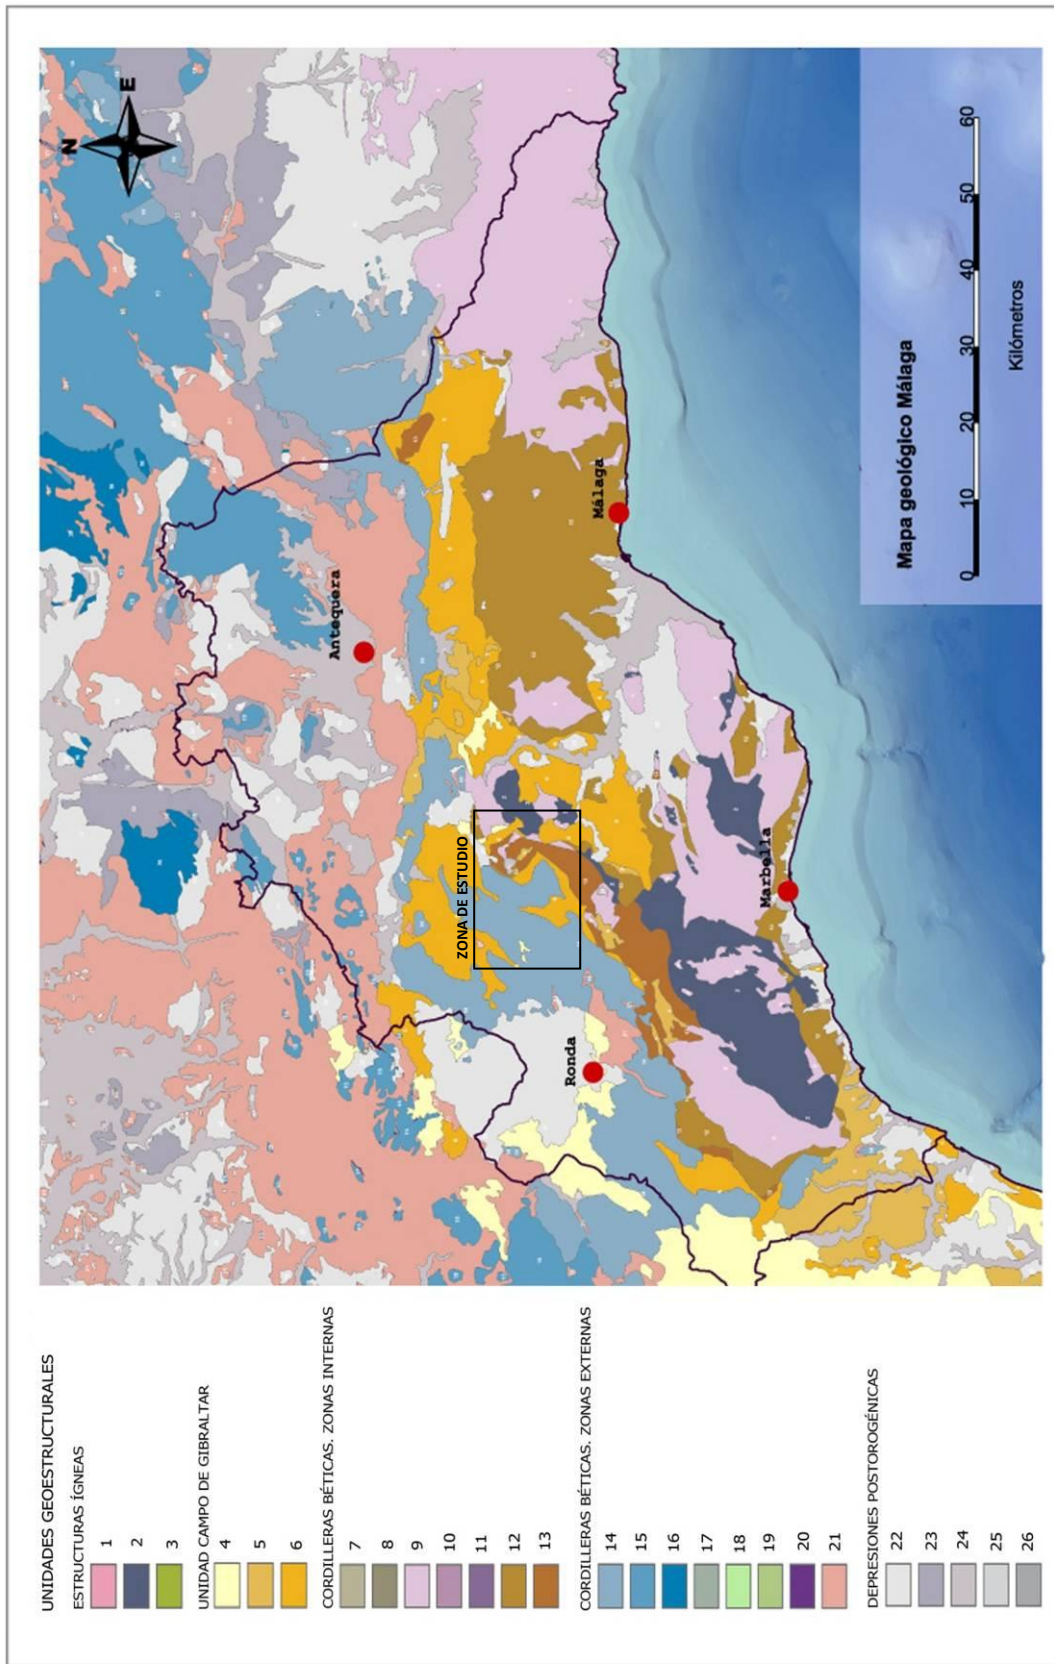 UNIDADES GEOESTRUCTURALES
ESTRUCTURAS ÍGNEAS
1
2
3
UNIDAD CAMPO DE GIBRALTAR
4
5
6
CORDILLERAS BÉTICAS. ZONAS INTERNAS
7
8
9
10
11
12
13
CORDILLERAS BÉTICAS. ZONAS EXTERNAS
14
15
16
17
18
19
20
21
DEPRESIONES POSTOROGÉNICAS
22
23
24
25
26
N
E
Antequera
ZONA DE ESTUDIO
Ronda
Málaga
Marbella
Mapa geológico Málaga
0 10 20 30 40 50 60
Kilómetros